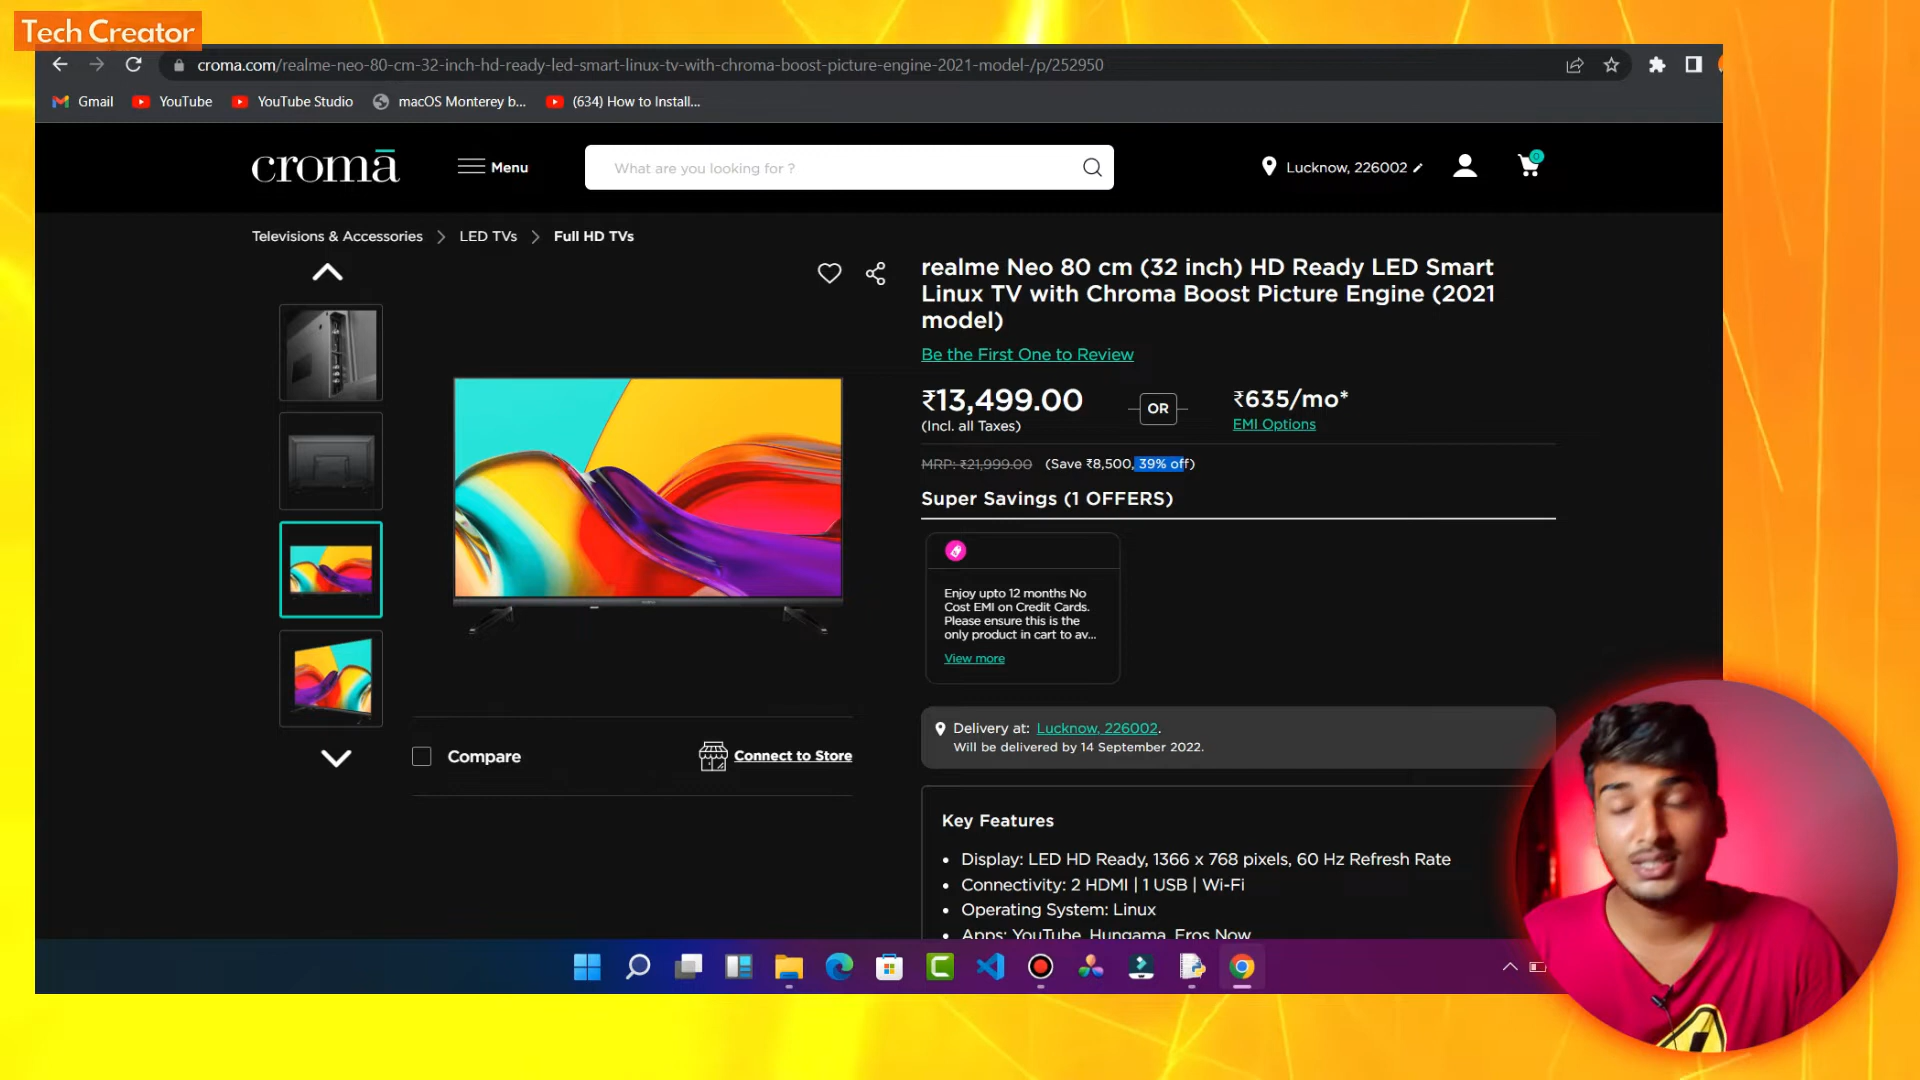 Tech Creator
croma.com/realme-neo-80-cm-32-inch-hd-ready-led-smart-linux-tv-with-chroma-boost-picture-engine-2021-model-/p/252950
Gmail YouTube YouTube Studio macOS Monterey b... (634) How to Install...
cromā Menu What are you looking for ? Lucknow, 226002 0
Televisions & Accessories LED TVs Full HD TVs
realme Neo 80 cm (32 inch) HD Ready LED Smart
Linux TV with Chroma Boost Picture Engine (2021
model)
Be the First One to Review
₹13,499.00 OR ₹635/mo*
(Incl. all Taxes) EMI Options
MRP: ₹21,999.00 (Save ₹8,500, 39% off)
Super Savings (1 OFFERS)
Enjoy upto 12 months No
Cost EMI on Credit Cards.
Please ensure this is the
only product in cart to av...
View more
Delivery at: Lucknow, 226002.
Will be delivered by 14 September 2022.
Compare Connect to Store
Key Features
• Display: LED HD Ready, 1366 x 768 pixels, 60 Hz Refresh Rate
• Connectivity: 2 HDMI | 1 USB | Wi-Fi
• Operating System: Linux
• Apps: YouTube, Hungama, Eros Now